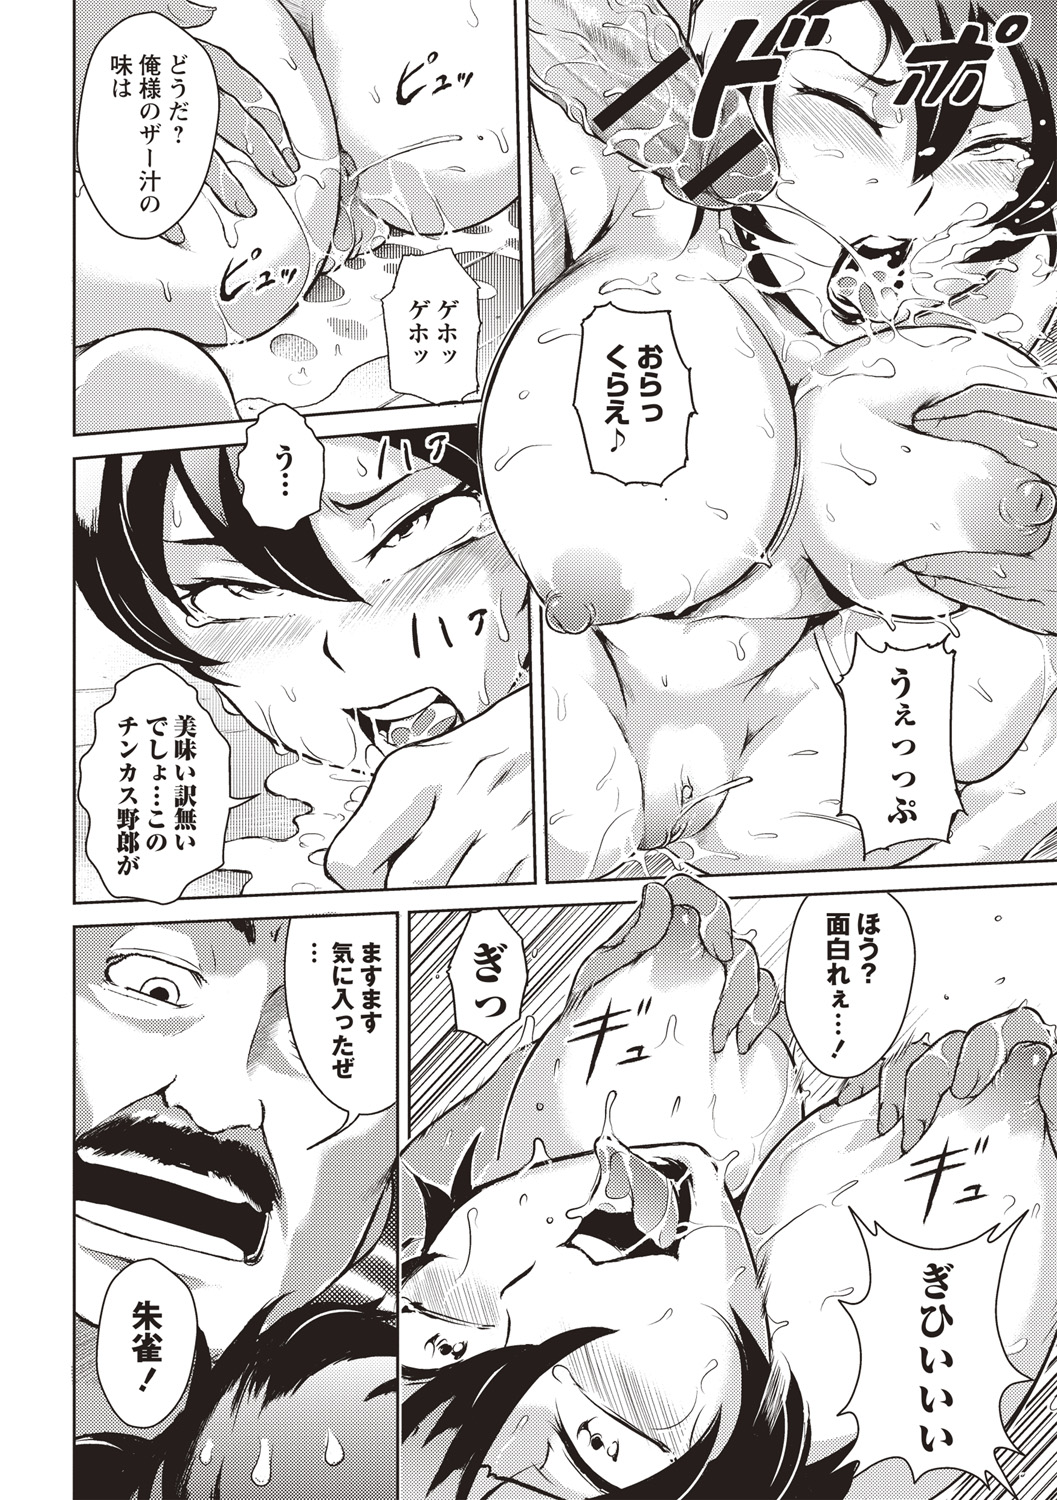 ドポ
おらっ
くらえ♪
うぇっっぷ
ピュッ
ピュッ
どうだ?
俺様のザー汁の
味は
ゲホッ
ゲホッ
う…
ハァ
ハァ
美味い訳無い
でしょ…この
チンカス野郎が
ほう?
面白れぇ…!
ギュ
ギュ
ぎっ
ぎひいいい
ますます
気に入ったぜ
…
朱雀!